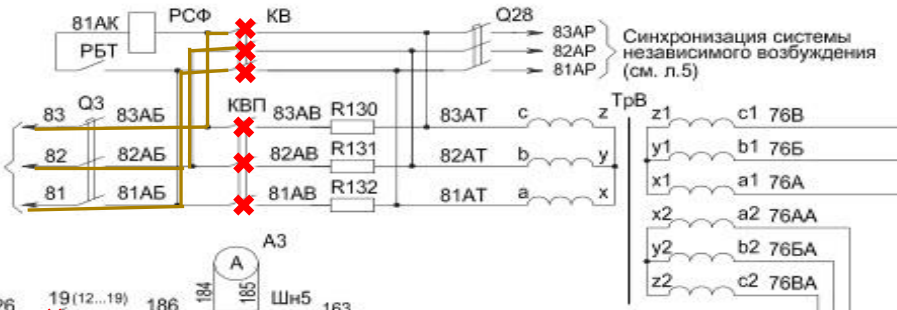 81АК РСФ КВ Q28
РБТ
83АР
82АР
81АР
Синхронизация системы
независимого возбуждения
(см. л.5)
Q3 КВП ТрВ
83 83АБ 83АВ R130 83АТ c z z1 c1 76В
82 82АБ 82АВ R131 82АТ b y y1 b1 76Б
81 81АБ 81АВ R132 81АТ a x x1 a1 76А
x2 a2 76АА
y2 b2 76БА
z2 c2 76ВА
А3
А
184 185
19(12...19) 186 Шн5